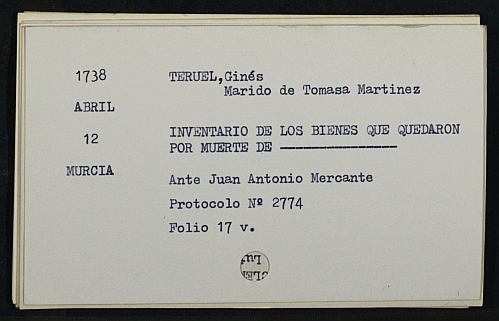 1738
ABRIL
12
MURCIA
TERUEL,Ginés
Marido de Tomasa Martinez
INVENTARIO DE LOS BIENES QUE QUEDARON
POR MUERTE DE ---------------
Ante Juan Antonio Mercante
Protocolo Nº 2774
Folio 17 v.